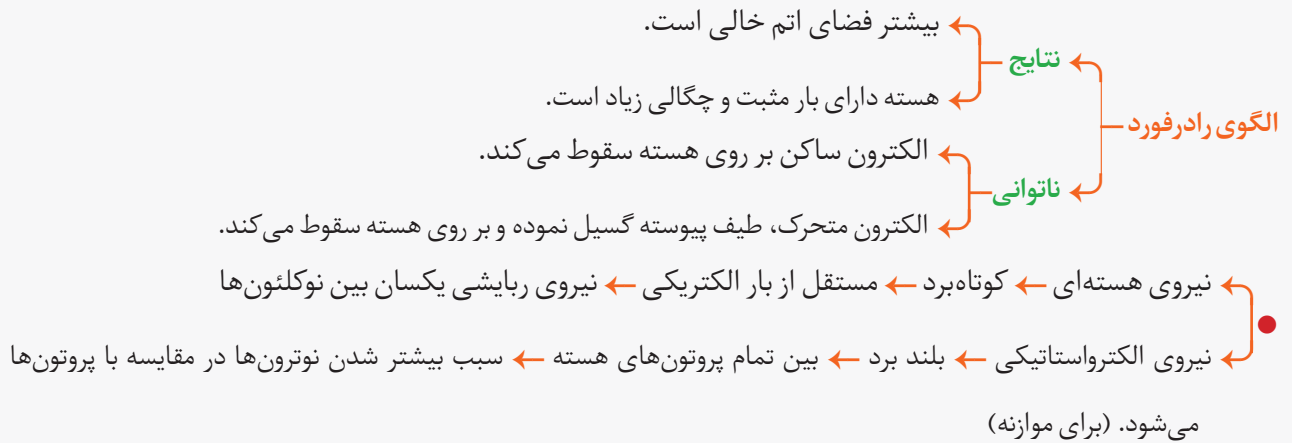 بیشتر فضای اتم خالی است.
نتایج
هسته دارای بار مثبت و چگالی زیاد است.
الگوی رادرفورد
الکترون ساکن بر روی هسته سقوط می‌کند.
ناتوانی
الکترون متحرک، طیف پیوسته گسیل نموده و بر روی هسته سقوط می‌کند.
نیروی هسته‌ای ← کوتاه‌برد ← مستقل از بار الکتریکی ← نیروی ربایشی یکسان بین نوکلئون‌ها
نیروی الکترواستاتیکی ← بلند برد ← بین تمام پروتون‌های هسته ← سبب بیشتر شدن نوترون‌ها در مقایسه با پروتون‌ها
می‌شود. (برای موازنه)